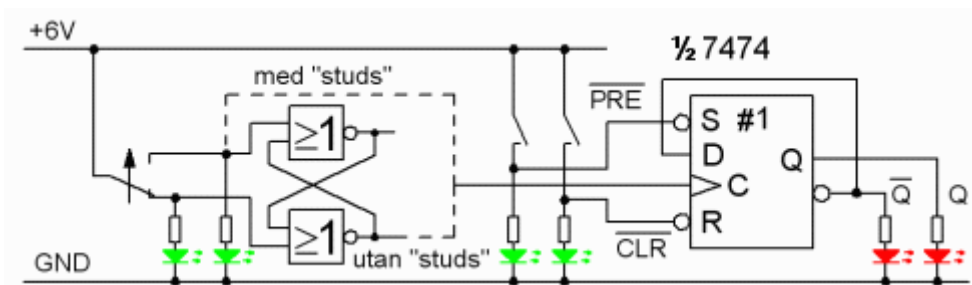 +6V
½ 7474
med "studs"
PRE
≥1
S #1
D
Q
C
≥1
R
Q Q
CLR
utan "studs"
GND